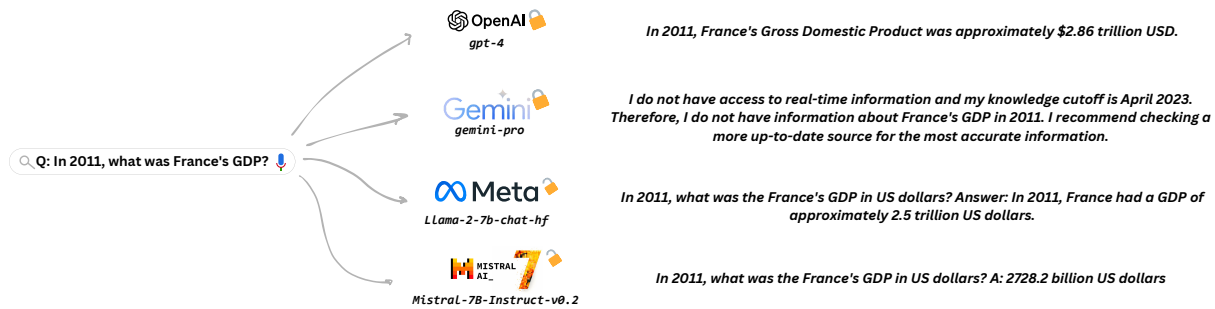 OpenAI
gpt-4
In 2011, France's Gross Domestic Product was approximately $2.86 trillion USD.
Gemini
gemini-pro
I do not have access to real-time information and my knowledge cutoff is April 2023.
Therefore, I do not have information about France's GDP in 2011. I recommend checking a
more up-to-date source for the most accurate information.
Q: In 2011, what was France's GDP?
Meta
Llama-2-7b-chat-hf
In 2011, what was the France's GDP in US dollars? Answer: In 2011, France had a GDP of
approximately 2.5 trillion US dollars.
MISTRAL
AI_
7
Mistral-7B-Instruct-v0.2
In 2011, what was the France's GDP in US dollars? A: 2728.2 billion US dollars